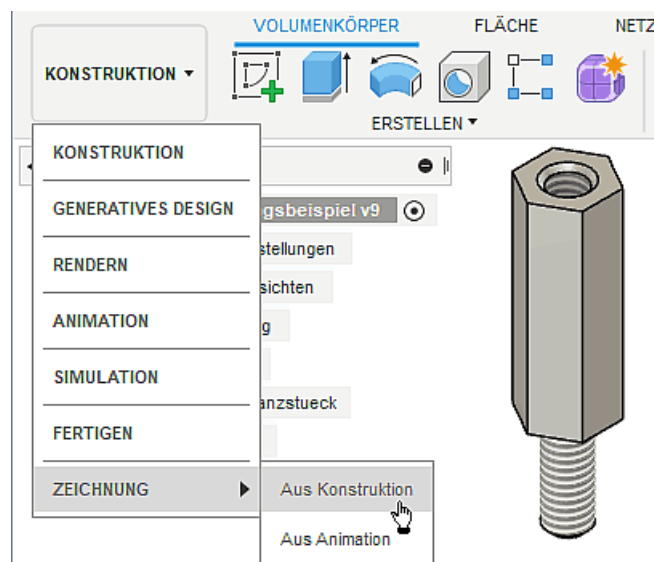 VOLUMENKÖRPER FLÄCHE NETZ
KONSTRUKTION
ERSTELLEN
KONSTRUKTION
GENERATIVES DESIGN
gsbeispiel v9
stellungen
RENDERN
sichten
ANIMATION
g
SIMULATION
anzstueck
FERTIGEN
ZEICHNUNG
Aus Konstruktion
Aus Animation